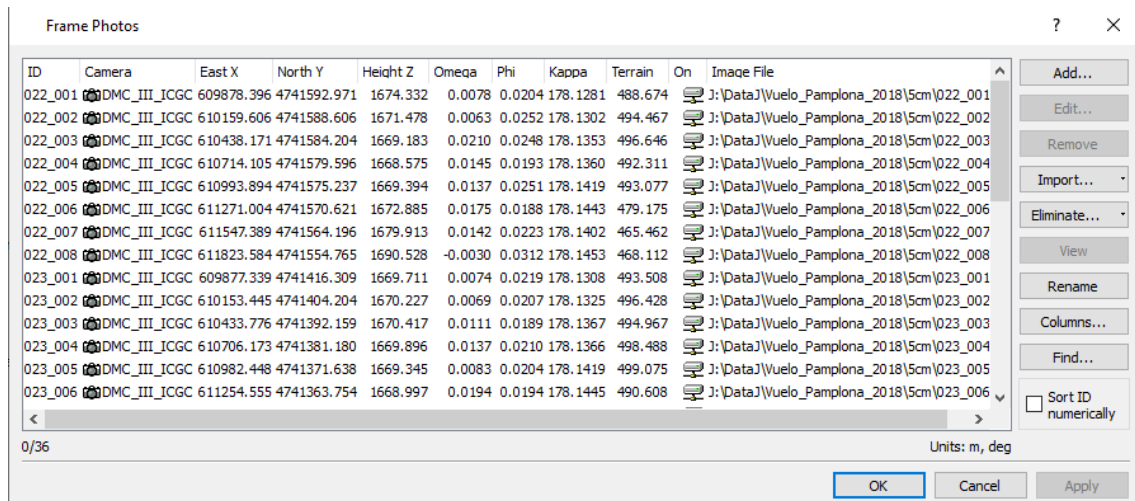 Frame Photos ? ×
ID Camera East X North Y Height Z Omega Phi Kappa Terrain On Image File
022_001 DMC_III_ICGC 609878.396 4741592.971 1674.332 0.0078 0.0204 178.1281 488.674 J:\DataJ\Vuelo_Pamplona_2018\5cm\022_001
022_002 DMC_III_ICGC 610159.606 4741588.606 1671.478 0.0063 0.0252 178.1302 494.467 J:\DataJ\Vuelo_Pamplona_2018\5cm\022_002
022_003 DMC_III_ICGC 610438.171 4741584.204 1669.183 0.0210 0.0248 178.1353 496.646 J:\DataJ\Vuelo_Pamplona_2018\5cm\022_003
022_004 DMC_III_ICGC 610714.105 4741579.596 1668.575 0.0145 0.0193 178.1360 492.311 J:\DataJ\Vuelo_Pamplona_2018\5cm\022_004
022_005 DMC_III_ICGC 610993.894 4741575.237 1669.394 0.0137 0.0251 178.1419 493.077 J:\DataJ\Vuelo_Pamplona_2018\5cm\022_005
022_006 DMC_III_ICGC 611271.004 4741570.621 1672.885 0.0175 0.0188 178.1443 479.175 J:\DataJ\Vuelo_Pamplona_2018\5cm\022_006
022_007 DMC_III_ICGC 611547.389 4741564.196 1679.913 0.0142 0.0223 178.1402 465.462 J:\DataJ\Vuelo_Pamplona_2018\5cm\022_007
022_008 DMC_III_ICGC 611823.584 4741554.765 1690.528 -0.0030 0.0312 178.1453 468.112 J:\DataJ\Vuelo_Pamplona_2018\5cm\022_008
023_001 DMC_III_ICGC 609877.339 4741416.309 1669.711 0.0074 0.0219 178.1308 493.508 J:\DataJ\Vuelo_Pamplona_2018\5cm\023_001
023_002 DMC_III_ICGC 610153.445 4741404.204 1670.227 0.0069 0.0207 178.1325 496.428 J:\DataJ\Vuelo_Pamplona_2018\5cm\023_002
023_003 DMC_III_ICGC 610433.776 4741392.159 1670.417 0.0111 0.0189 178.1367 494.967 J:\DataJ\Vuelo_Pamplona_2018\5cm\023_003
023_004 DMC_III_ICGC 610706.173 4741381.180 1669.896 0.0137 0.0210 178.1366 498.488 J:\DataJ\Vuelo_Pamplona_2018\5cm\023_004
023_005 DMC_III_ICGC 610982.448 4741371.638 1669.345 0.0083 0.0204 178.1419 499.075 J:\DataJ\Vuelo_Pamplona_2018\5cm\023_005
023_006 DMC_III_ICGC 611254.555 4741363.754 1668.997 0.0194 0.0194 178.1445 490.608 J:\DataJ\Vuelo_Pamplona_2018\5cm\023_006
0/36 Units: m, deg
Add...
Edit...
Remove
Import...
Eliminate...
View
Rename
Columns...
Find...
Sort ID
numerically
OK Cancel Apply